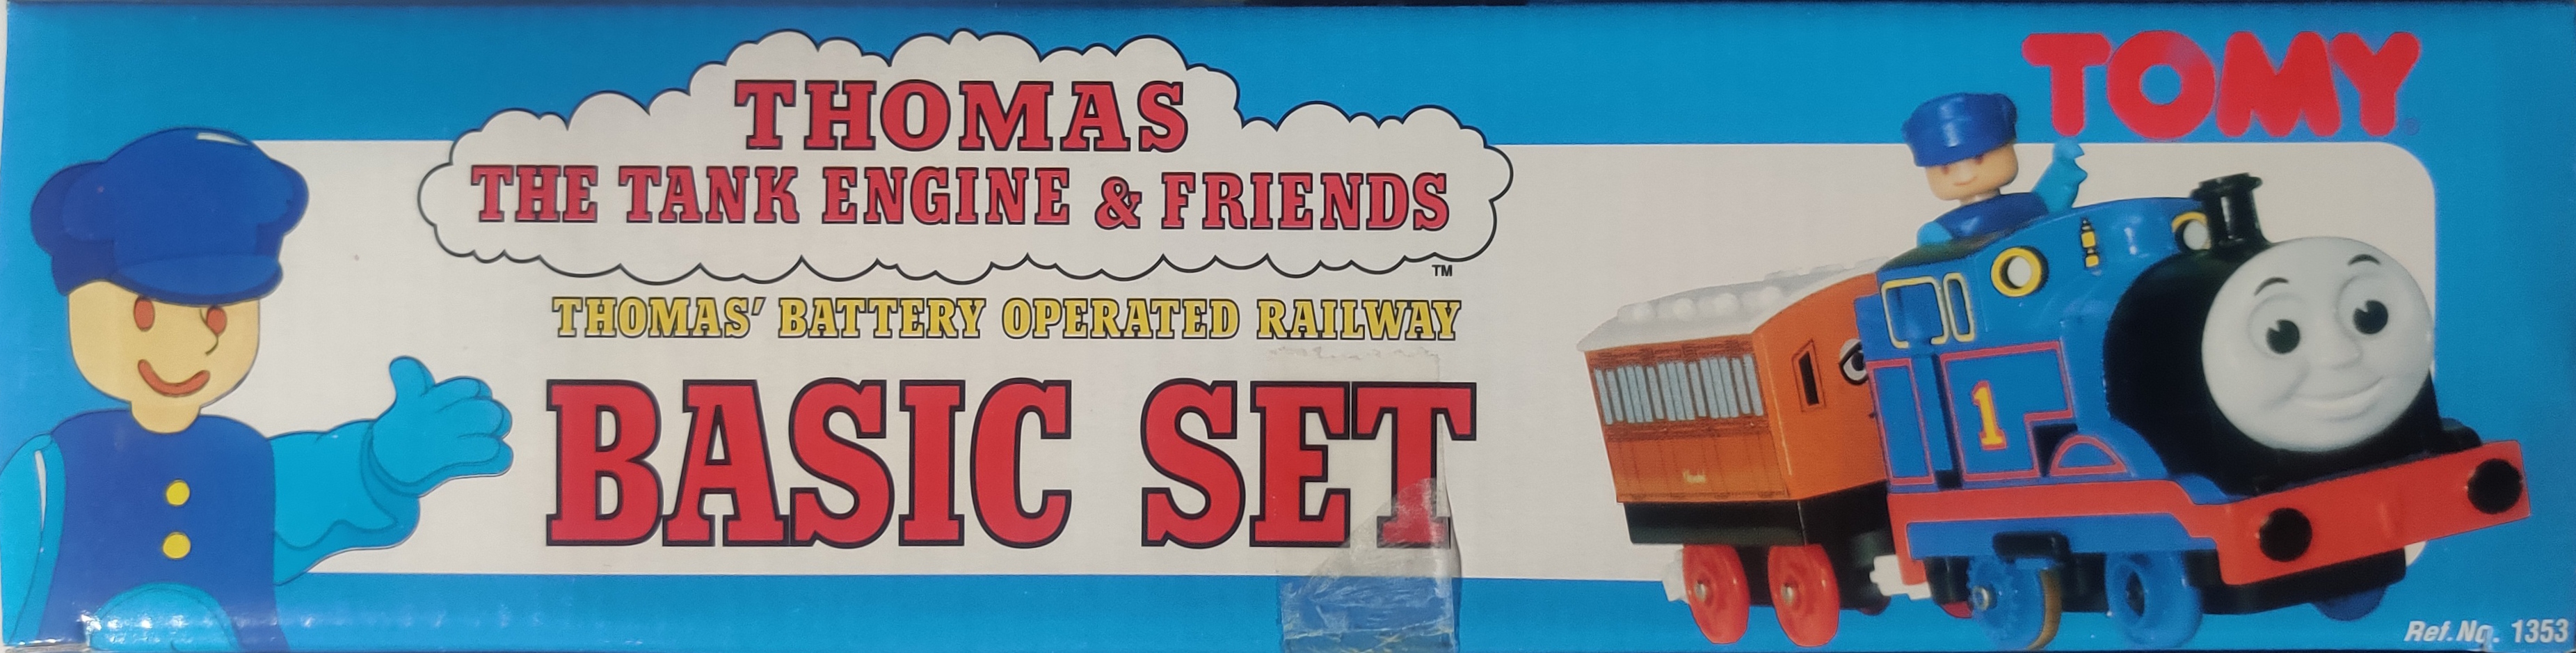 THOMAS
THE TANK ENGINE & FRIENDS
TM
THOMAS' BATTERY OPERATED RAILWAY
BASIC SET
TOMY
1
Ref. No. 1353